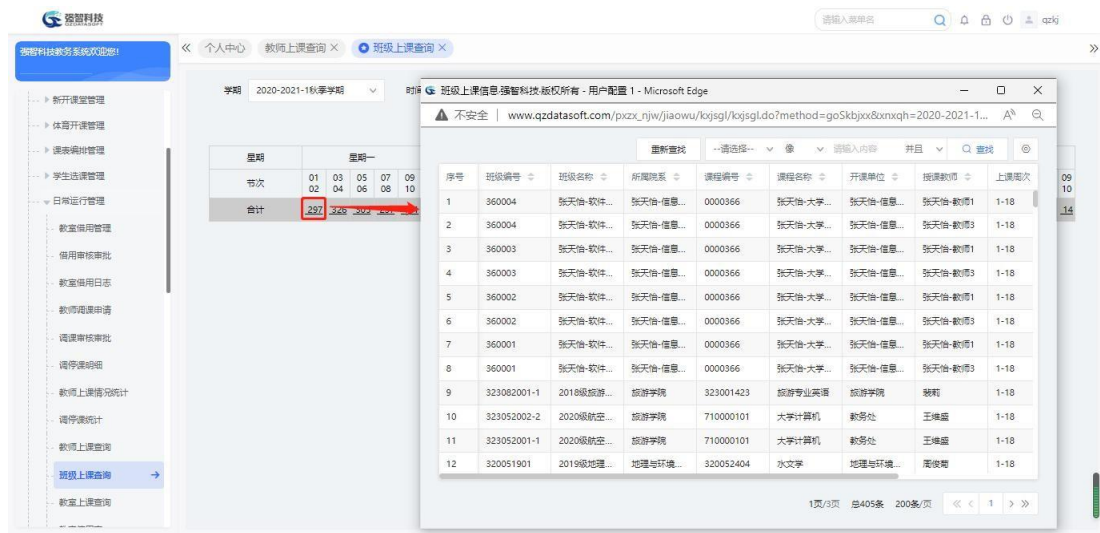 强智科技
QZDATASOFT
请输入菜单名
qzkj
强智科技教务系统欢迎您!
个人中心 教师上课查询 × 班级上课查询 ×
新开课堂管理
体育开课管理
课表编排管理
学生选课管理
日常运行管理
教室借用管理
借用审核审批
教室借用日志
教师调课申请
调课审核审批
调停课明细
教师上课情况统计
调停课统计
教师上课查询
班级上课查询
教室上课查询
学期 2020-2021-1秋季学期
星期 星期一
节次 01 02 03 04 05 06 07 08 09 10
合计 297 326
09 10
14
班级上课信息-强智科技-版权所有 - 用户配置 1 - Microsoft Edge
不安全 | www.qzdatasoft.com/pxzx_njw/jiaowu/kxjsgl/kxjsgl.do?method=goSkbjxx&xnxqh=2020-2021-1...
重新查找 --请选择-- 像 请输入内容 并且 查找
序号 班级编号 班级名称 所属院系 课程编号 课程名称 开课单位 授课教师 上课周次
1 360004 张天怡-软件... 张天怡-信息... 0000366 张天怡-大学... 张天怡-信息... 张天怡-教师1 1-18
2 360004 张天怡-软件... 张天怡-信息... 0000366 张天怡-大学... 张天怡-信息... 张天怡-教师3 1-18
3 360003 张天怡-软件... 张天怡-信息... 0000366 张天怡-大学... 张天怡-信息... 张天怡-教师1 1-18
4 360003 张天怡-软件... 张天怡-信息... 0000366 张天怡-大学... 张天怡-信息... 张天怡-教师3 1-18
5 360002 张天怡-软件... 张天怡-信息... 0000366 张天怡-大学... 张天怡-信息... 张天怡-教师1 1-18
6 360002 张天怡-软件... 张天怡-信息... 0000366 张天怡-大学... 张天怡-信息... 张天怡-教师3 1-18
7 360001 张天怡-软件... 张天怡-信息... 0000366 张天怡-大学... 张天怡-信息... 张天怡-教师1 1-18
8 360001 张天怡-软件... 张天怡-信息... 0000366 张天怡-大学... 张天怡-信息... 张天怡-教师3 1-18
9 323082001-1 2018级旅游... 旅游学院 323001423 旅游专业英语 旅游学院 裴莉 1-18
10 323052002-2 2020级航空... 旅游学院 710000101 大学计算机 教务处 王维盛 1-18
11 323052001-1 2020级航空... 旅游学院 710000101 大学计算机 教务处 王维盛 1-18
12 320051901 2019级地理... 地理与环境... 320052404 水文学 地理与环境... 周俊菊 1-18
1页/3页 总405条 200条/页 1